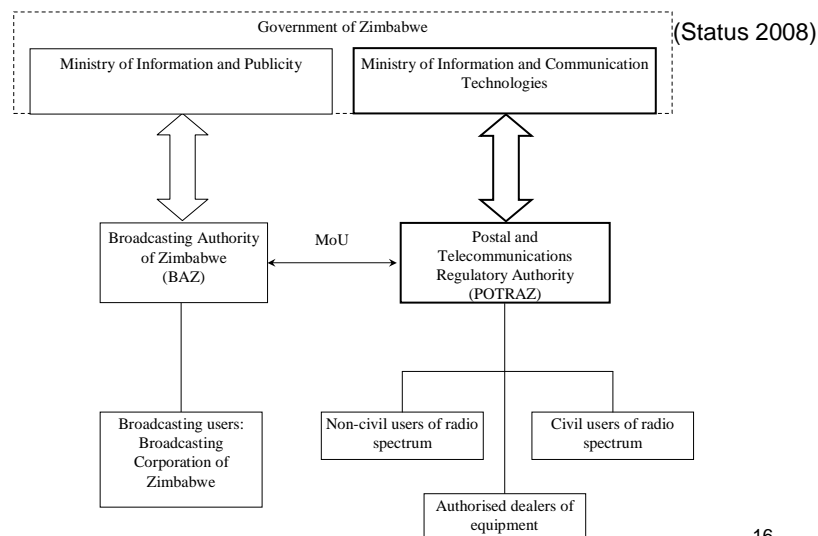 Government of Zimbabwe
(Status 2008)
Ministry of Information and Publicity
Ministry of Information and Communication
Technologies
Broadcasting Authority
of Zimbabwe
(BAZ)
MoU
Postal and
Telecommunications
Regulatory Authority
(POTRAZ)
Broadcasting users:
Broadcasting
Corporation of
Zimbabwe
Non-civil users of radio
spectrum
Civil users of radio
spectrum
Authorised dealers of
equipment
16